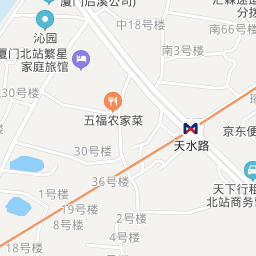 厦门后溪公司)
汇森速递
分拨
中18号楼
南66号楼
沁园
南3号楼
厦门北站繁星
家庭旅馆
30号楼
五福农家菜
天水路
京东便
30号楼
36号楼
1号楼
天下行租
北站商务
19号楼
8号楼
2号楼
18号楼
4号楼